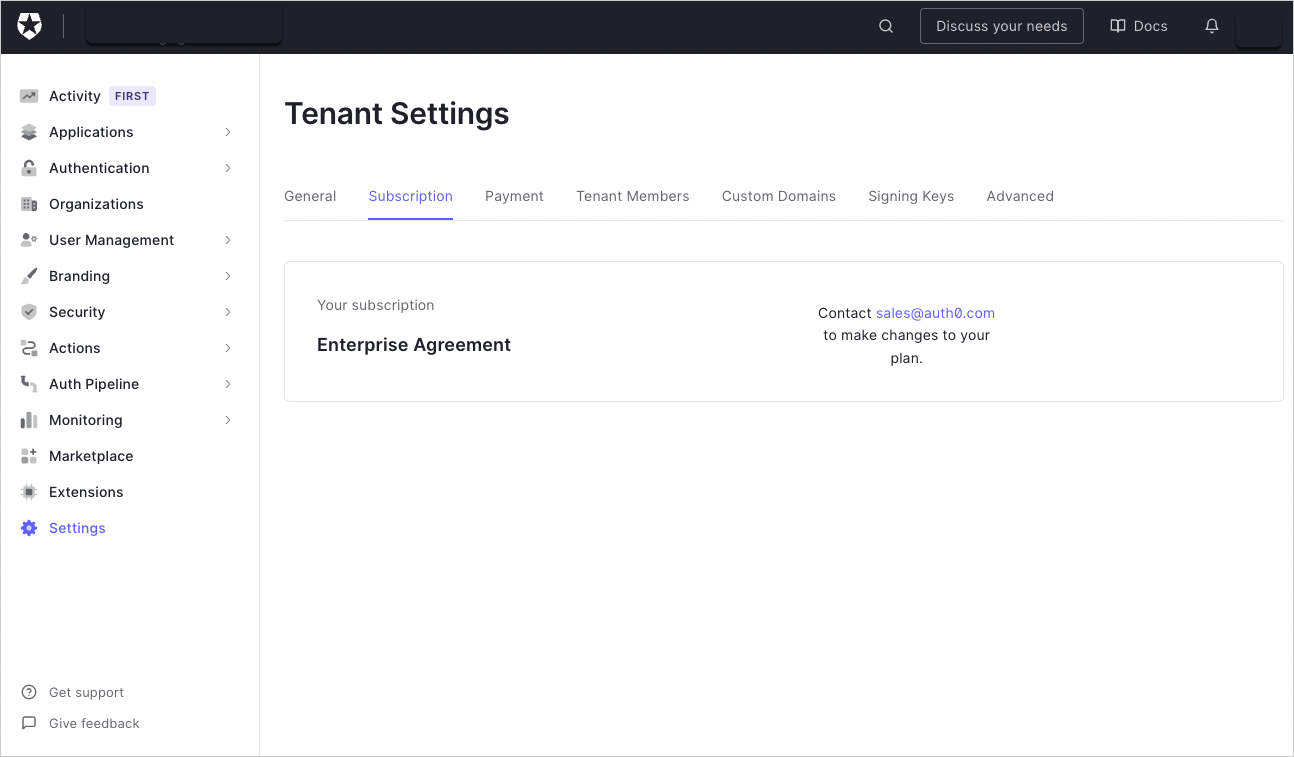 Discuss your needs
Docs
Activity FIRST
Applications
Authentication
Organizations
User Management
Branding
Security
Actions
Auth Pipeline
Monitoring
Marketplace
Extensions
Settings
Get support
Give feedback
Tenant Settings
General Subscription Payment Tenant Members Custom Domains Signing Keys Advanced
Your subscription
Enterprise Agreement
Contact sales@auth0.com
to make changes to your
plan.